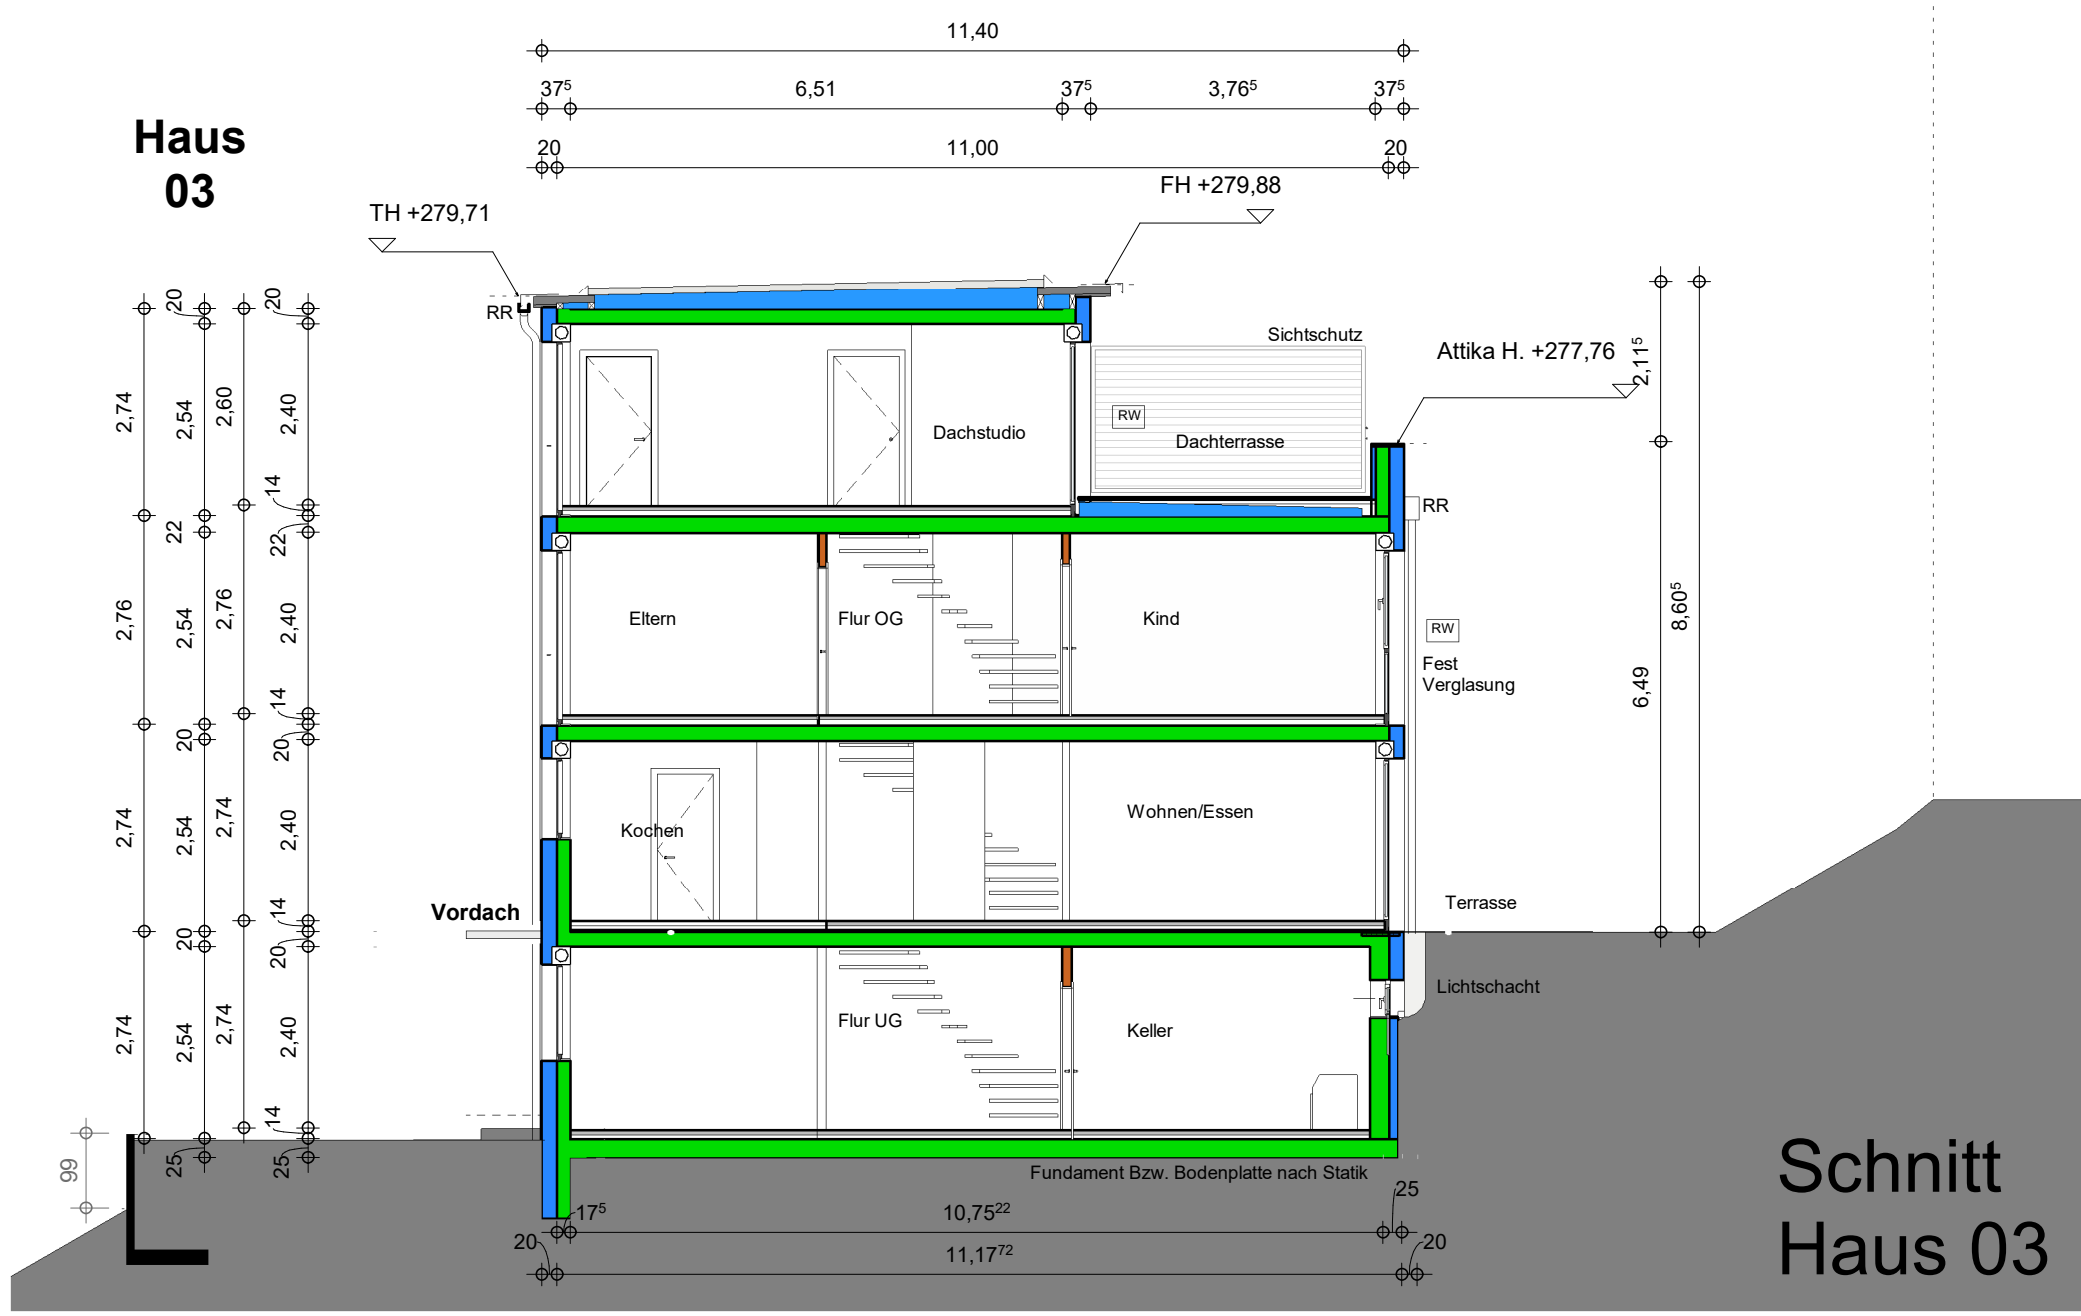 11,40
37⁵ 6,51 37⁵ 3,76⁵ 37⁵
Haus
03
20 11,00 20
TH +279,71
FH +279,88
RR
Sichtschutz
Attika H. +277,76
2,11⁵
20 20
2,74 2,54 2,60 2,40
RW
Dachstudio
Dachterrasse
14
RR
22 22
2,76 2,54 2,76 2,40
Eltern
Flur OG
Kind
RW
Fest
Verglasung
8,60⁵
6,49
14
20 20
2,74 2,54 2,74 2,40
Kochen
Wohnen/Essen
Vordach
Terrasse
14
20 20
Lichtschacht
2,74 2,54 2,74 2,40
Flur UG
Keller
14
99
25 25
Fundament Bzw. Bodenplatte nach Statik
Schnitt
Haus 03
17⁵ 10,75²² 25
20 11,17⁷² 20